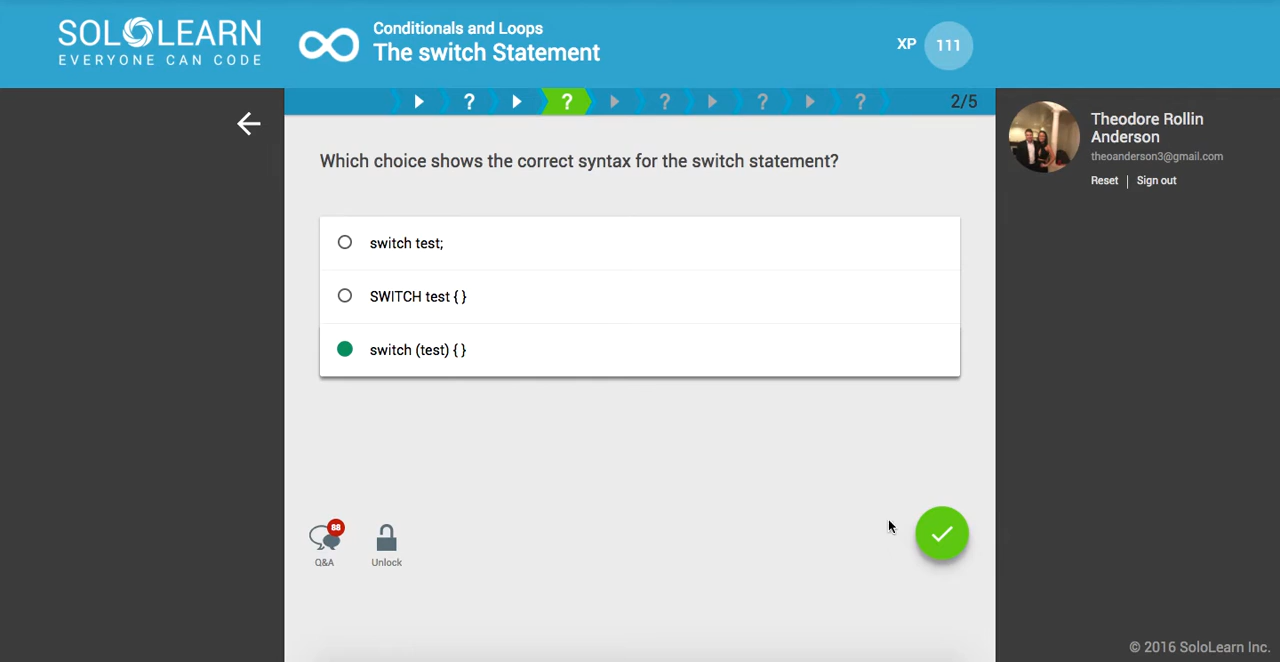 SOLOLEARN
EVERYONE CAN CODE
Conditionals and Loops
The switch Statement
XP 111
? ? ? ? ? 2/5
Theodore Rollin
Anderson
theoanderson3@gmail.com
Reset | Sign out
Which choice shows the correct syntax for the switch statement?
switch test;
SWITCH test { }
switch (test) { }
88
Q&A
Unlock
© 2016 SoloLearn Inc.